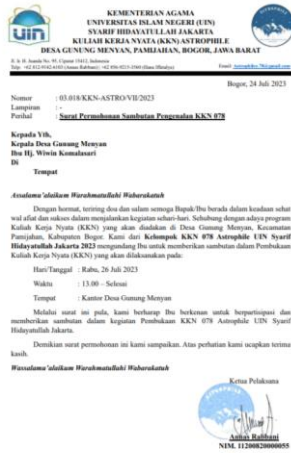 KEMENTERIAN AGAMA
UNIVERSITAS ISLAM NEGERI (UIN)
SYARIF HIDAYATULLAH JAKARTA
KULIAH KERJA NYATA (KKN) ASTROPHILE
DESA GUNUNG MENYAN, PAMIJAHAN, BOGOR, JAWA BARAT
Bogor, 24 Juli 2023
Nomor : 03.018/KKN-ASTRO/VII/2023
Lampiran : -
Perihal : Surat Permohonan Sambutan Pengenalan KKN 078
Kepada Yth,
Kepala Desa Gunung Menyan
Ibu Hj. Wiwin Komalasari
Di
Tempat
Assalamu'alaikum Warahmatullahi Wabarakatuh
Dengan hormat, teriring doa dan salam semoga Bapak/Ibu berada dalam keadaan sehat
wal afiat dan sukses dalam menjalankan kegiatan sehari-hari. Sehubung dengan adaya program
Kuliah Kerja Nyata (KKN) yang akan diadakan di Desa Gunung Menyan, Kecamatan
Pamijahan, Kabupaten Bogor. Kami dari Kelompok KKN 078 Astrophile UIN Syarif
Hidayatullah Jakarta 2023 mengundang Ibu untuk memberikan sambutan dalam Pembukaan
Kuliah Kerja Nyata (KKN) yang akan dilaksanakan pada:
Hari/Tanggal : Rabu, 26 Juli 2023
Waktu : 13.00 – Selesai
Tempat : Kantor Desa Gunung Menyan
Melalui surat ini pula, kami berharap Ibu berkenan untuk berpartisipasi dan
memberikan sambutan dalam kegiatan Pembukaan KKN 078 Astrophile UIN Syarif
Hidayatullah Jakarta.
Demikian surat permohonan ini kami sampaikan. Atas perhatian kami ucapkan terima
kasih.
Wassalamu'alaikum Warahmatullahi Wabarakatuh
Ketua Pelaksana
Annas Rabbani
NIM. 11200820000055